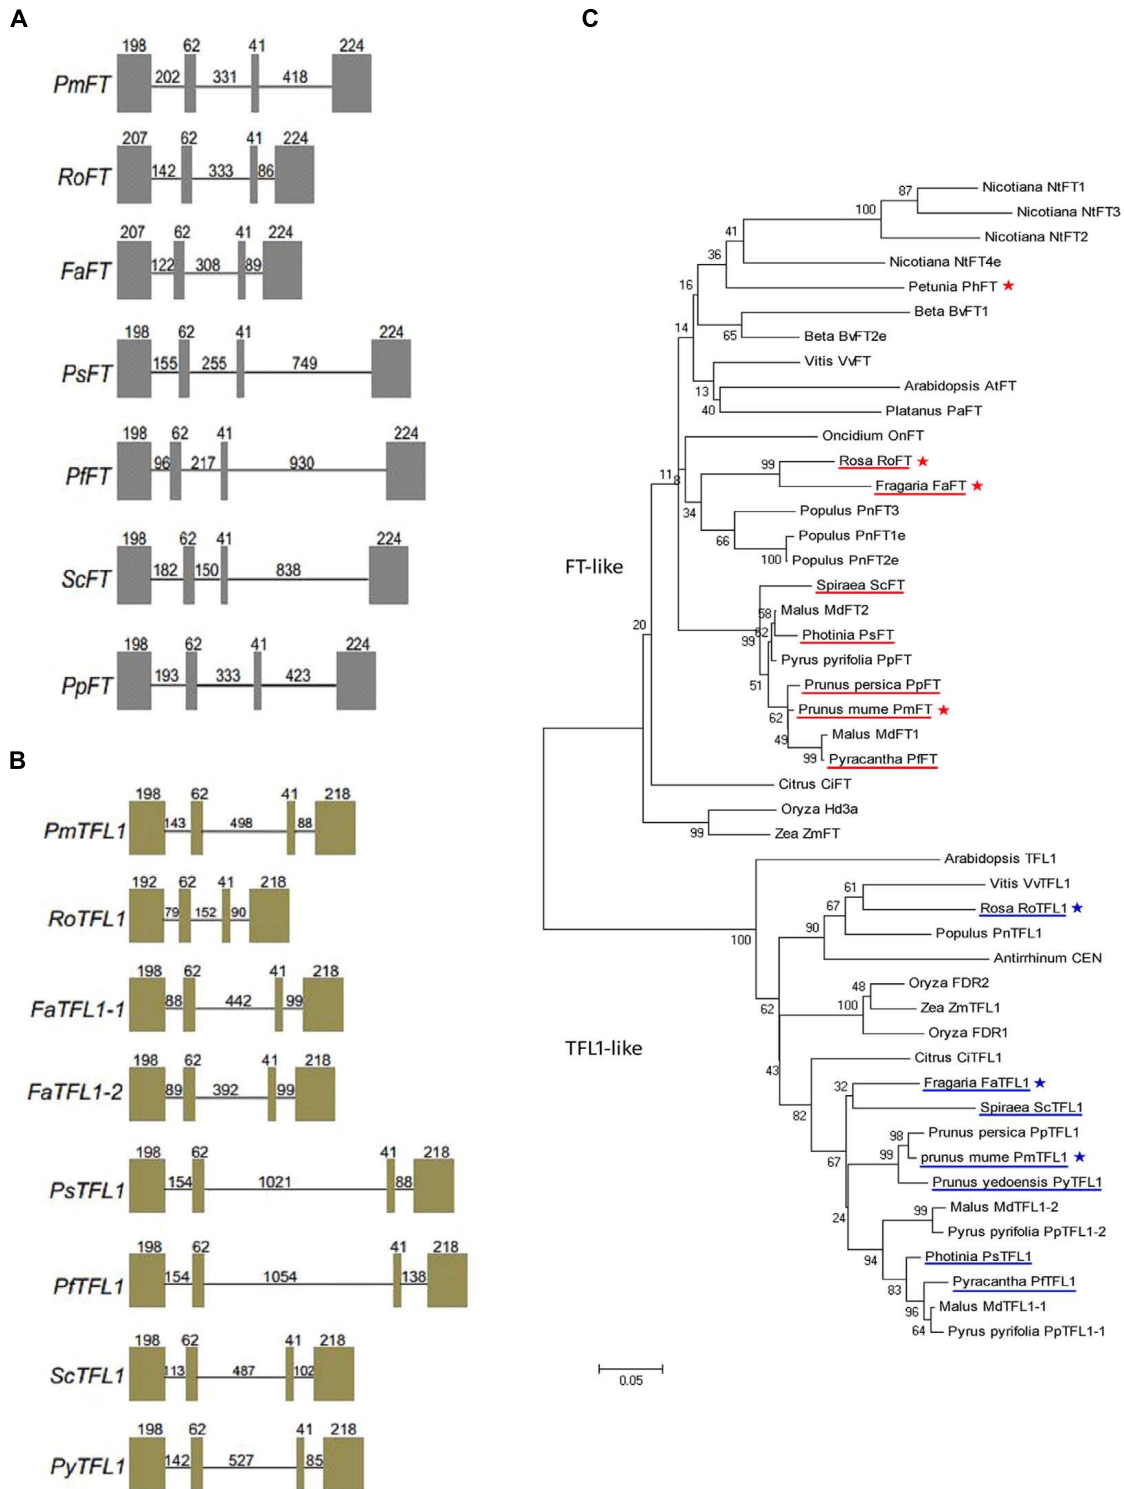 A
198 62 41 224
PmFT 202 331 418
207 62 41 224
RoFT 142 333 86
207 62 41 224
FaFT 122 308 89
198 62 41 224
PsFT 155 255 749
198 62 41 224
PfFT 96 217 930
198 62 41 224
ScFT 182 150 838
198 62 41 224
PpFT 193 333 423
B
198 62 41 218
PmTFL1 143 498 88
192 62 41 218
RoTFL1 79 152 90
198 62 41 218
FaTFL1-1 88 442 99
198 62 41 218
FaTFL1-2 89 392 99
198 62 41 218
PsTFL1 154 1021 88
198 62 41 218
PfTFL1 154 1054 138
198 62 41 218
ScTFL1 113 487 102
198 62 41 218
PyTFL1 142 527 85
C
87 Nicotiana NtFT1
100 Nicotiana NtFT3
Nicotiana NtFT2
41
36 Nicotiana NtFT4e
16 Petunia PhFT ★
Beta BvFT1
14 65 Beta BvFT2e
Vitis VvFT
13 Arabidopsis AtFT
40 Platanus PaFT
Oncidium OnFT
99 Rosa RoFT ★
11 8 Fragaria FaFT ★
34 Populus PnFT3
66 Populus PnFT1e
100 Populus PnFT2e
FT-like
Spiraea ScFT
58 Malus MdFT2
20 99 62 Photinia PsFT
Pyrus pyrifolia PpFT
51 Prunus persica PpFT
62 Prunus mume PmFT ★
49 Malus MdFT1
99 Pyracantha PfFT
Citrus CiFT
Oryza Hd3a
99 Zea ZmFT
Arabidopsis TFL1
61 Vitis VvTFL1
67 Rosa RoTFL1 ★
90 Populus PnTFL1
100 Antirrhinum CEN
48 Oryza FDR2
62 100 Zea ZmTFL1
Oryza FDR1
TFL1-like
43 Citrus CiTFL1
32 Fragaria FaTFL1 ★
82 Spiraea ScTFL1
98 Prunus persica PpTFL1
67 99 prunus mume PmTFL1 ★
Prunus yedoensis PyTFL1
24 99 Malus MdTFL1-2
Pyrus pyrifolia PpTFL1-2
94 Photinia PsTFL1
83 Pyracantha PfTFL1
96 Malus MdTFL1-1
64 Pyrus pyrifolia PpTFL1-1
0.05